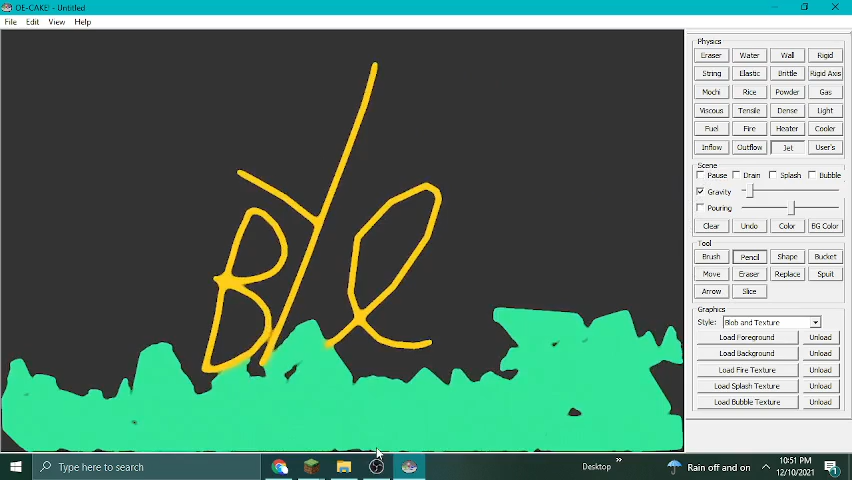 OE-CAKE! - Untitled
File Edit View Help
Bye
Physics
Eraser Water Wall Rigid
String Elastic Brittle Rigid Axis
Mochi Rice Powder Gas
Viscous Tensile Dense Light
Fuel Fire Heater Cooler
Inflow Outflow Jet User's
Scene
Pause Drain Splash Bubble
Gravity
Pouring
Clear Undo Color BG Color
Tool
Brush Pencil Shape Bucket
Move Eraser Replace Spuit
Arrow Slice
Graphics
Style: Blob and Texture
Load Foreground Unload
Load Background Unload
Load Fire Texture Unload
Load Splash Texture Unload
Load Bubble Texture Unload
Type here to search
Desktop »
Rain off and on
10:51 PM
12/10/2021
1